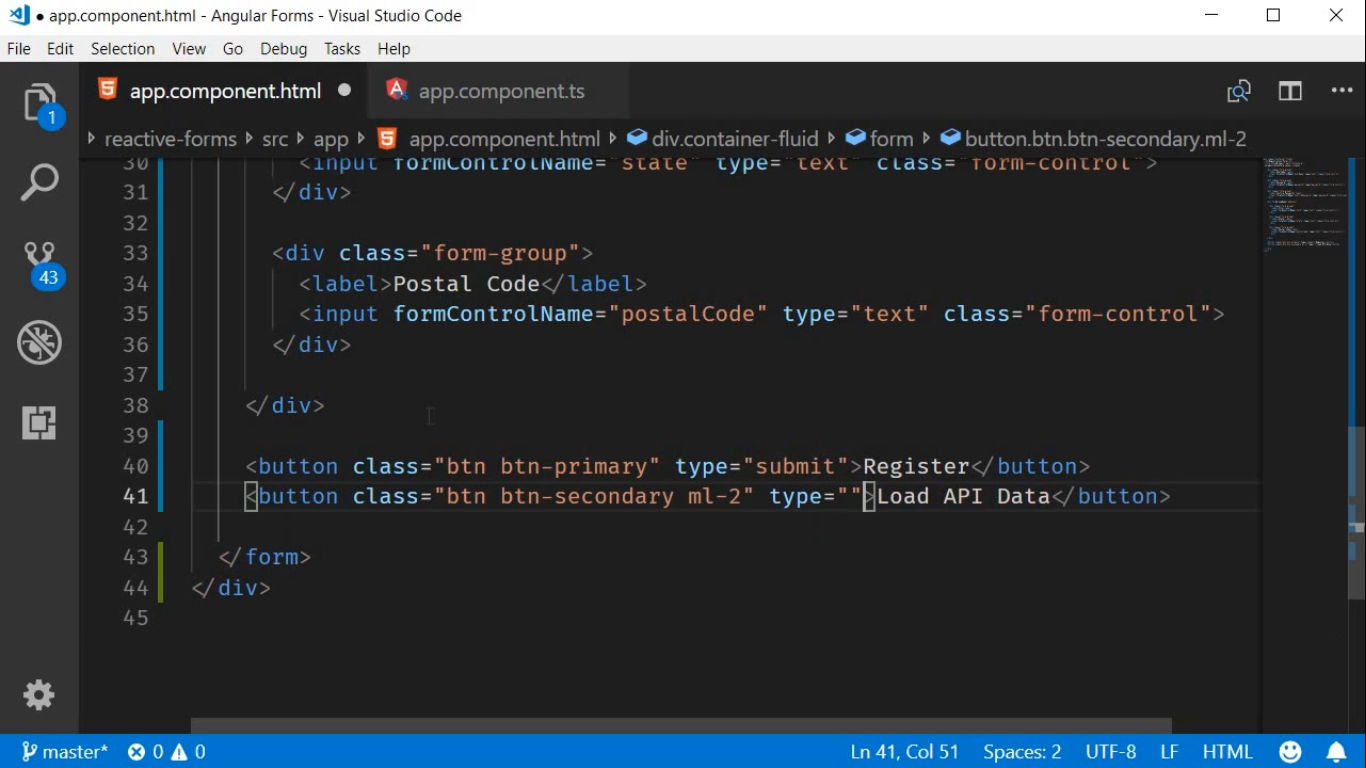 app.component.html - Angular Forms - Visual Studio Code
File Edit Selection View Go Debug Tasks Help
1 app.component.html app.component.ts
reactive-forms src app app.component.html div.container-fluid form button.btn.btn-secondary.ml-2
30 <input formControlName="state" type="text" class="form-control">
31 </div>
32
33 <div class="form-group">
34 <label>Postal Code</label>
35 <input formControlName="postalCode" type="text" class="form-control">
36 </div>
37
38 </div>
39
40 <button class="btn btn-primary" type="submit">Register</button>
41 <button class="btn btn-secondary ml-2" type="">Load API Data</button>
42
43 </form>
44 </div>
45
43
master* 0 0 Ln 41, Col 51 Spaces: 2 UTF-8 LF HTML